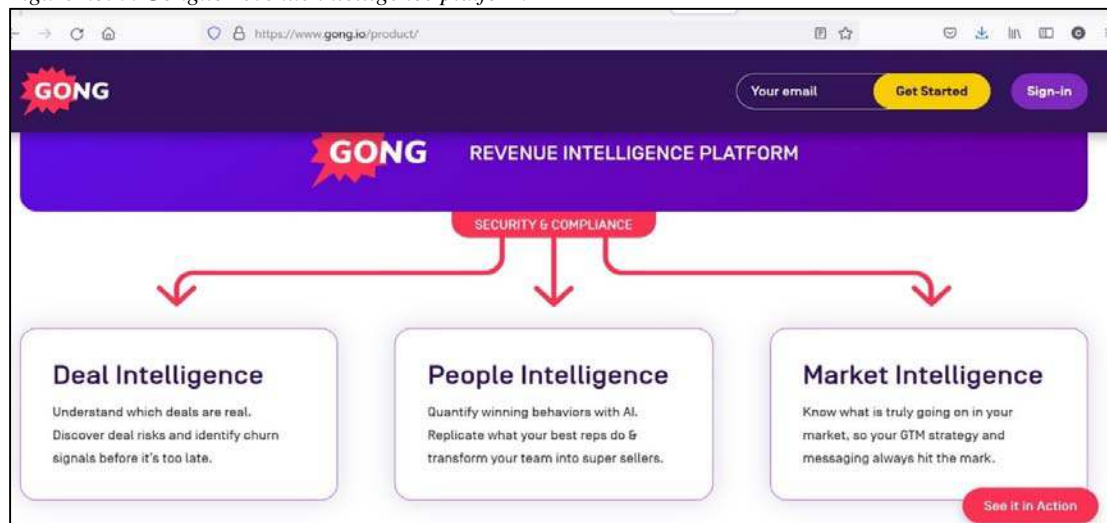 https://www.gong.io/product/
GONG
Your email
Get Started
Sign-in
GONG
REVENUE INTELLIGENCE PLATFORM
SECURITY & COMPLIANCE
Deal Intelligence
Understand which deals are real.
Discover deal risks and identify churn
signals before it's too late.
People Intelligence
Quantify winning behaviors with AI.
Replicate what your best reps do &
transform your team into super sellers.
Market Intelligence
Know what is truly going on in your
market, so your GTM strategy and
messaging always hit the mark.
See it in Action